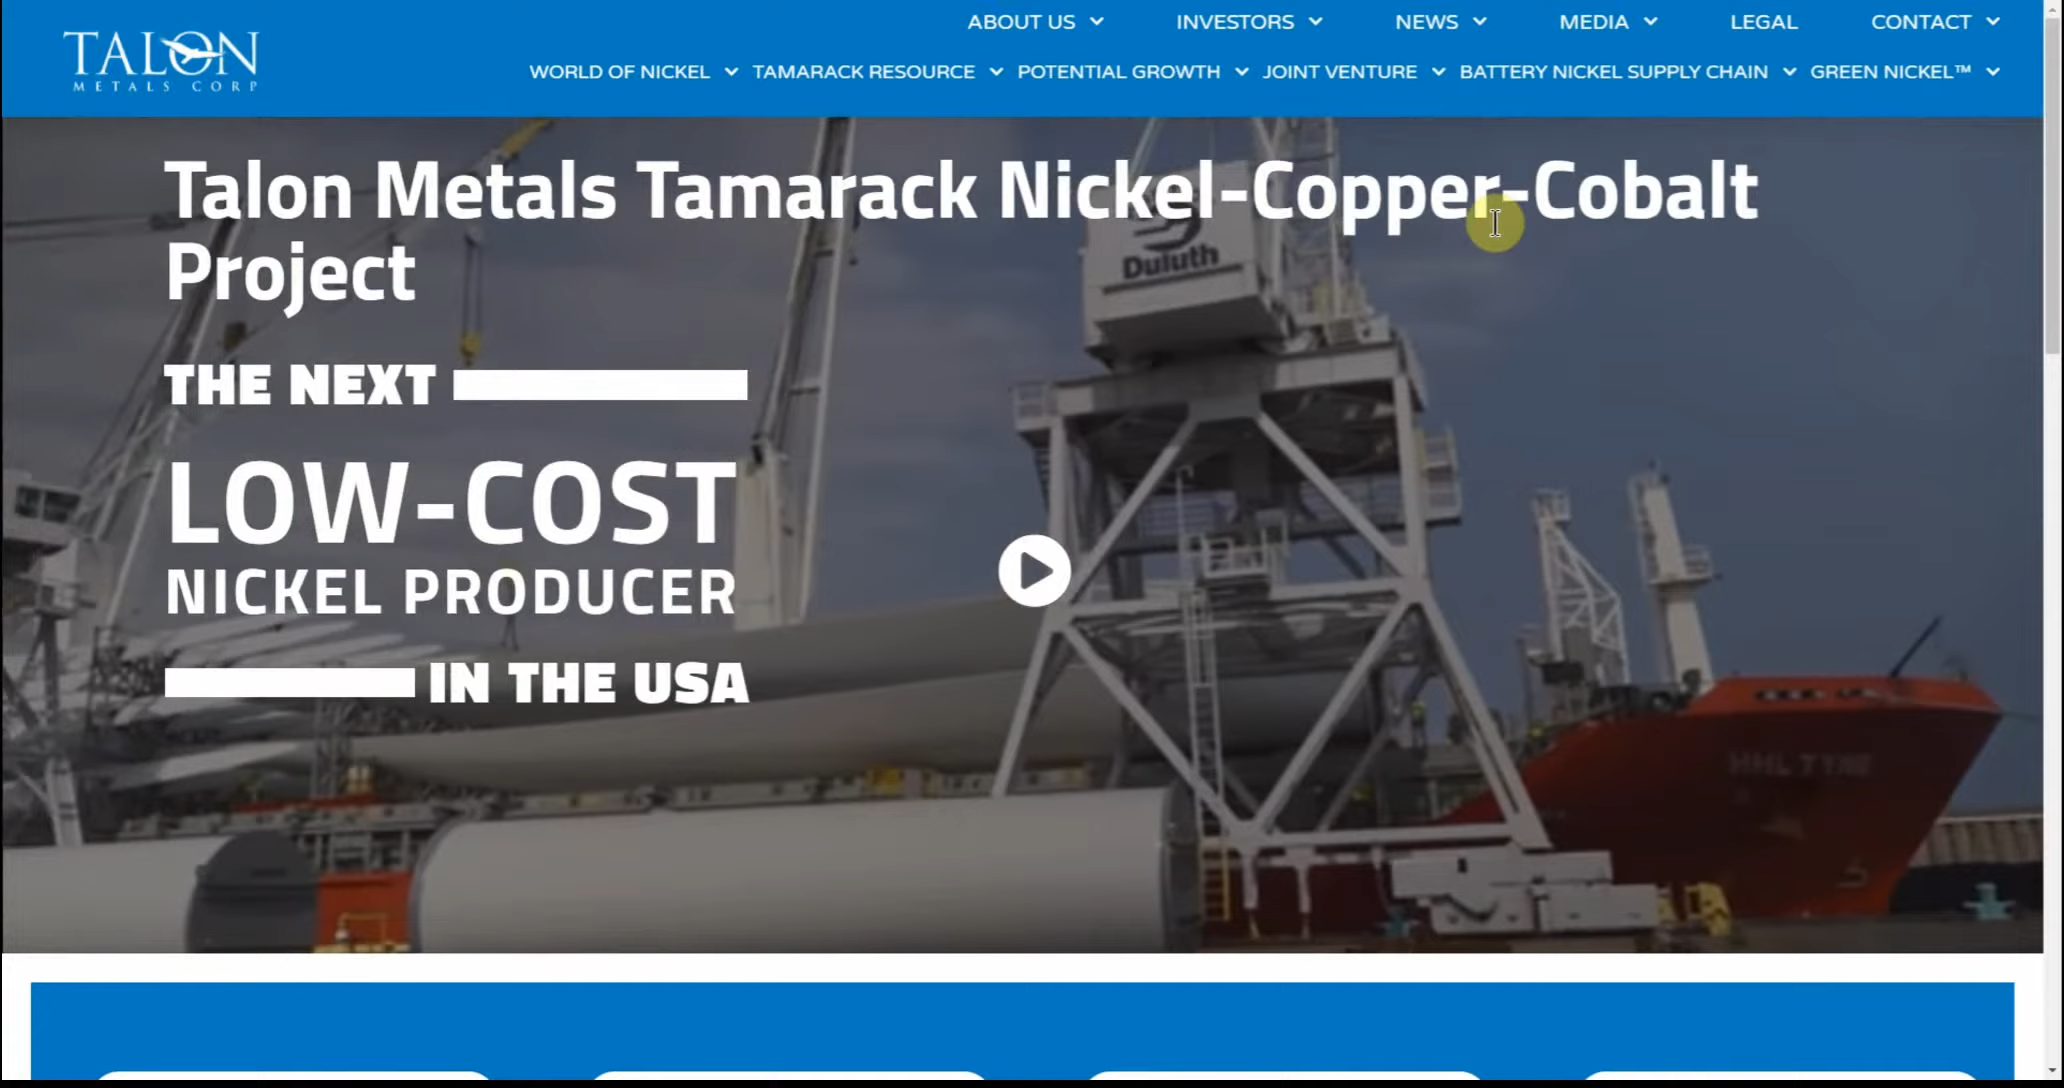 TALON
METALS CORP
ABOUT US
INVESTORS
NEWS
MEDIA
LEGAL
CONTACT
WORLD OF NICKEL
TAMARACK RESOURCE
POTENTIAL GROWTH
JOINT VENTURE
BATTERY NICKEL SUPPLY CHAIN
GREEN NICKEL™
Talon Metals Tamarack Nickel-Copper-Cobalt
Project
Duluth
THE NEXT
LOW-COST
NICKEL PRODUCER
IN THE USA